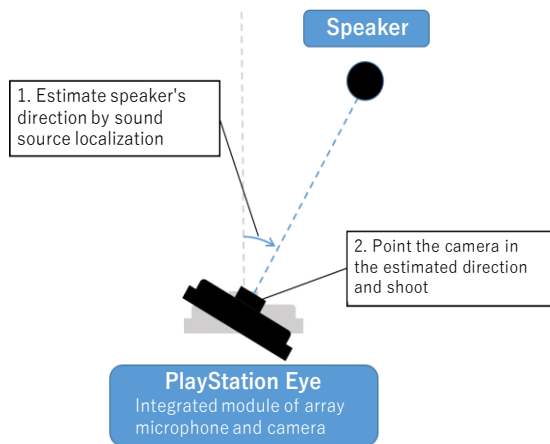 Speaker
1. Estimate speaker's
direction by sound
source localization
2. Point the camera in
the estimated direction
and shoot
PlayStation Eye
Integrated module of array
microphone and camera